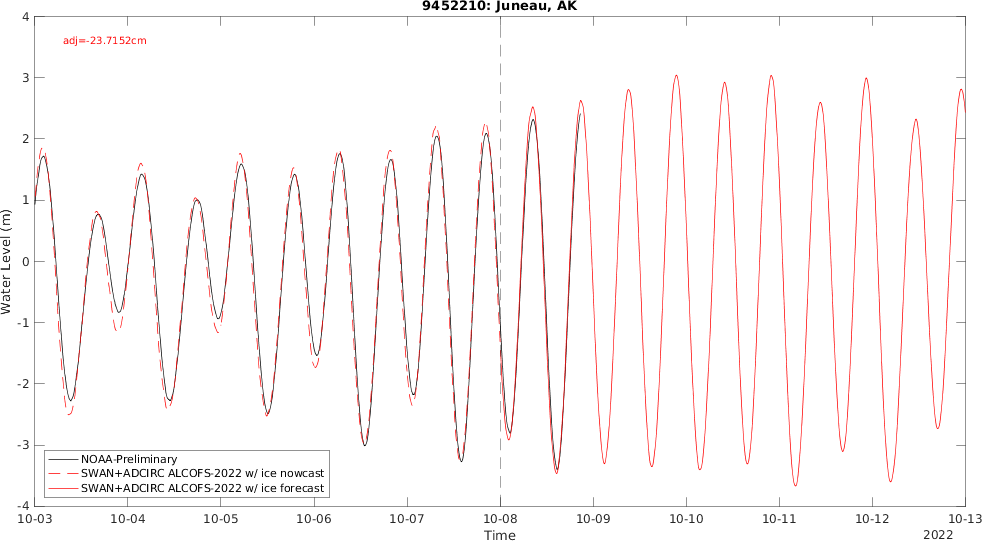 9452210: Juneau, AK
adj=-23.7152cm
4
3
2
1
0
-1
-2
-3
-4
Water Level (m)
NOAA-Preliminary
SWAN+ADCIRC ALCOFS-2022 w/ ice nowcast
SWAN+ADCIRC ALCOFS-2022 w/ ice forecast
10-03 10-04 10-05 10-06 10-07 10-08 10-09 10-10 10-11 10-12 10-13
Time
2022